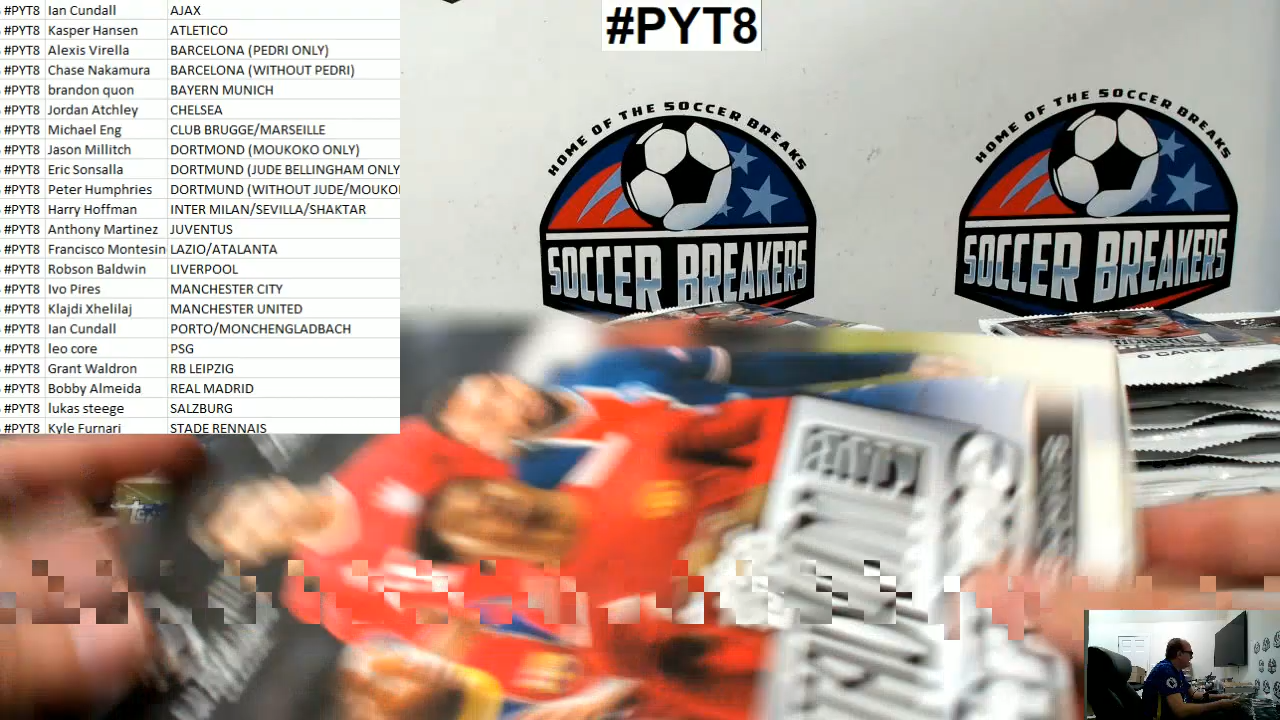 #PYT8 Ian Cundall AJAX
#PYT8 Kasper Hansen ATLETICO
#PYT8 Alexis Virella BARCELONA (PEDRI ONLY)
#PYT8 Chase Nakamura BARCELONA (WITHOUT PEDRI)
#PYT8 brandon quon BAYERN MUNICH
#PYT8 Jordan Atchley CHELSEA
#PYT8 Michael Eng CLUB BRUGGE/MARSEILLE
#PYT8 Jason Millitch DORTMOND (MOUKOKO ONLY)
#PYT8 Eric Sonsalla DORTMUND (JUDE BELLINGHAM ONLY
#PYT8 Peter Humphries DORTMUND (WITHOUT JUDE/MOUKO
#PYT8 Harry Hoffman INTER MILAN/SEVILLA/SHAKTAR
#PYT8 Anthony Martinez JUVENTUS
#PYT8 Francisco Montesin LAZIO/ATALANTA
#PYT8 Robson Baldwin LIVERPOOL
#PYT8 Ivo Pires MANCHESTER CITY
#PYT8 Klajdi Xhelilaj MANCHESTER UNITED
#PYT8 Ian Cundall PORTO/MONCHENGLADBACH
#PYT8 leo core PSG
#PYT8 Grant Waldron RB LEIPZIG
#PYT8 Bobby Almeida REAL MADRID
#PYT8 lukas steege SALZBURG
#PYT8 Kyle Furnari STADE RENNAIS
#PYT8
HOME OF THE SOCCER BREAKS
SOCCER BREAKERS
HOME OF THE SOCCER BREAKS
SOCCER BREAKERS
6 CARDS